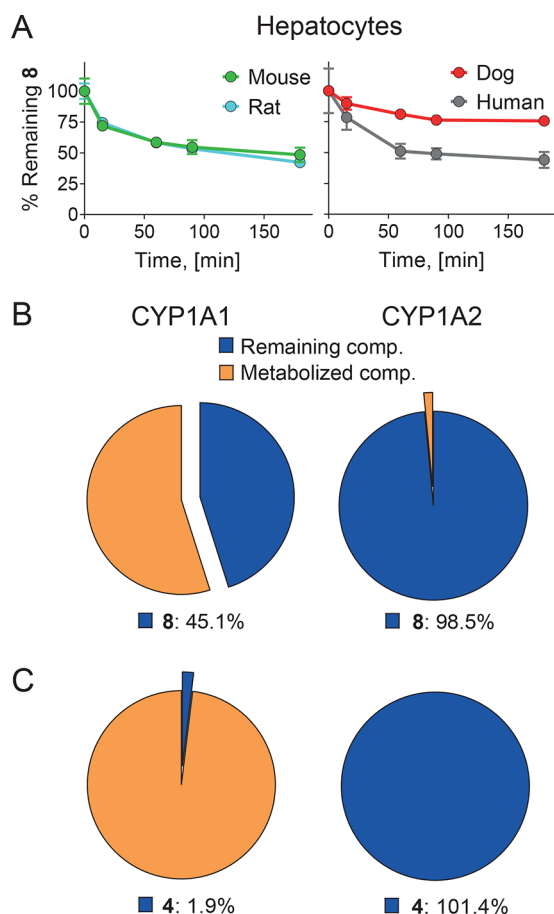 A
Hepatocytes
% Remaining 8
100
75
50
25
0
Mouse
Rat
Dog
Human
0 50 100 150
0 50 100 150
Time, [min]
Time, [min]
B
CYP1A1
CYP1A2
Remaining comp.
Metabolized comp.
8: 45.1%
8: 98.5%
C
4: 1.9%
4: 101.4%